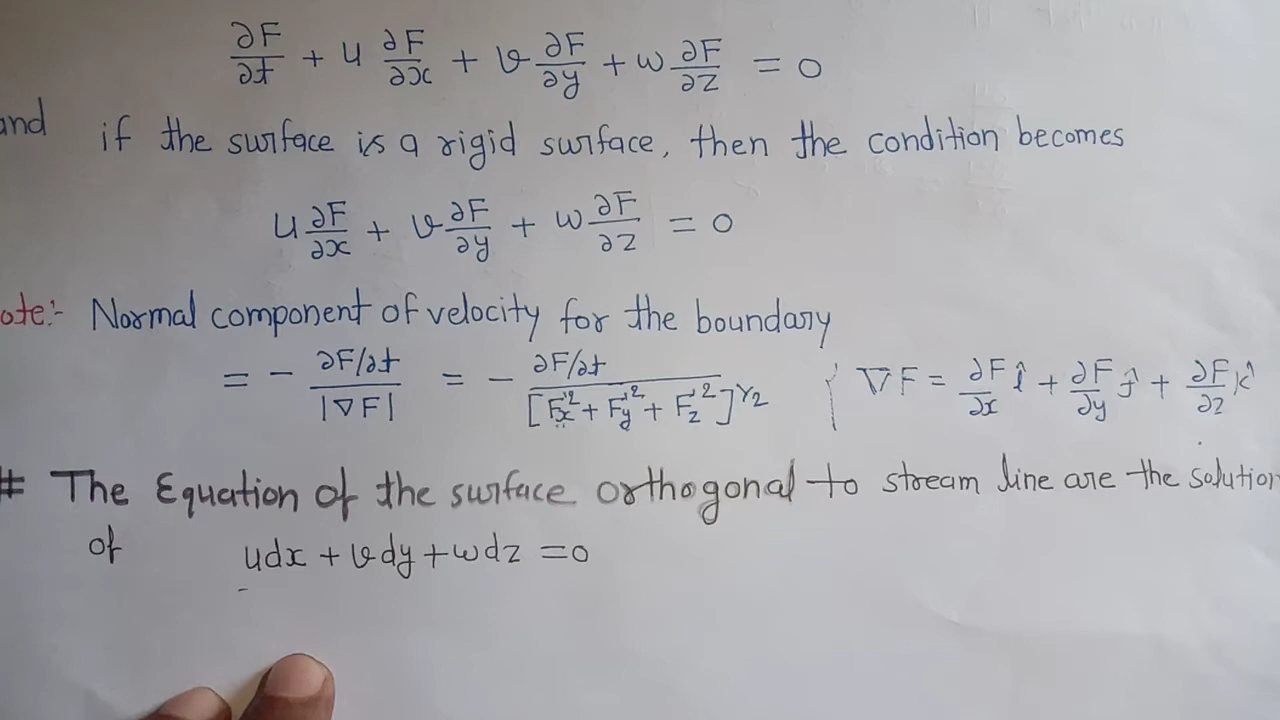 ∂F/∂t + u ∂F/∂x + v ∂F/∂y + w ∂F/∂z = 0
and if the surface is a rigid surface, then the condition becomes
u ∂F/∂x + v ∂F/∂y + w ∂F/∂z = 0
ote:- Normal component of velocity for the boundary
= - (∂F/∂t)/|∇F| = - (∂F/∂t)/[Fx² + Fy² + Fz²]^1/2 { ∇F = ∂F/∂x î + ∂F/∂y ĵ + ∂F/∂z k̂
# The Equation of the surface orthogonal to stream line are the solution
of udx + vdy + wdz = 0